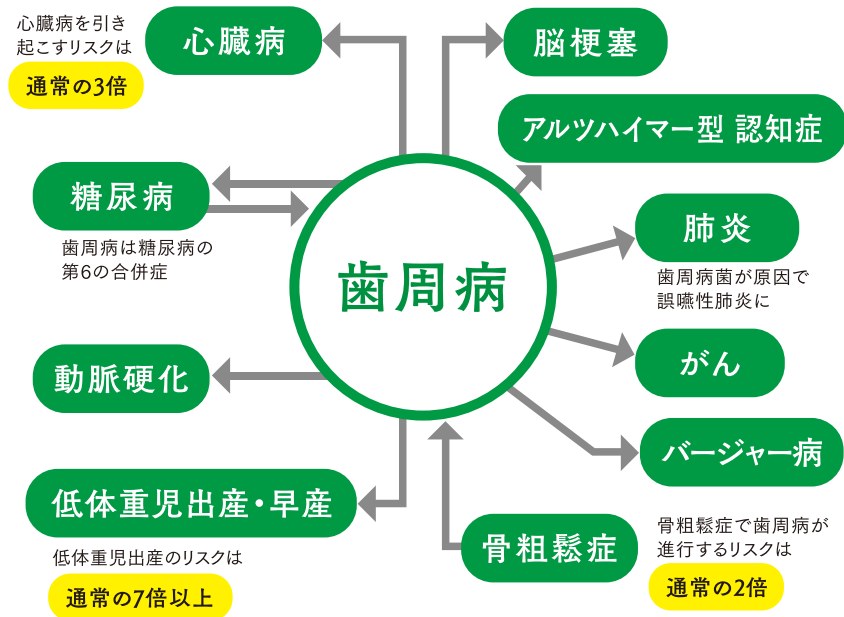 心臓病を引き
起こすリスクは
通常の3倍
心臓病
脳梗塞
アルツハイマー型 認知症
糖尿病
歯周病は糖尿病の
第6の合併症
肺炎
歯周病菌が原因で
誤嚥性肺炎に
歯周病
動脈硬化
がん
バージャー病
低体重児出産・早産
低体重児出産のリスクは
通常の7倍以上
骨粗鬆症
骨粗鬆症で歯周病が
進行するリスクは
通常の2倍